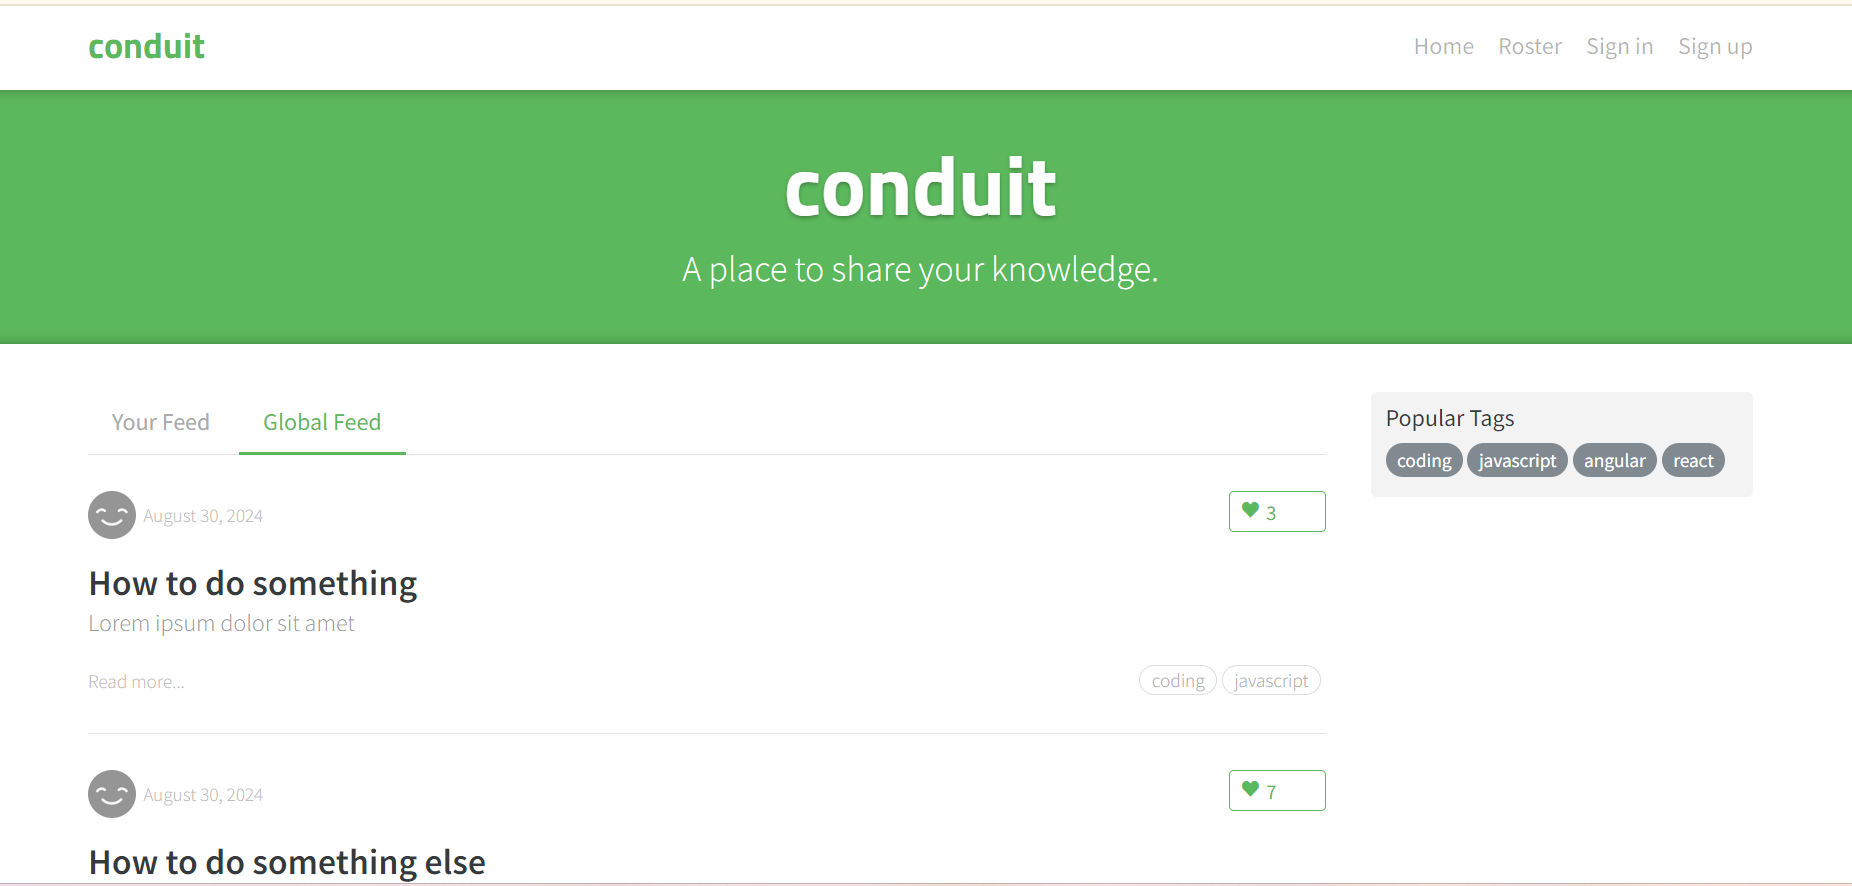 conduit
Home Roster Sign in Sign up
conduit
A place to share your knowledge.
Your Feed Global Feed
Popular Tags
coding javascript angular react
August 30, 2024
3
How to do something
Lorem ipsum dolor sit amet
Read more...
coding javascript
August 30, 2024
7
How to do something else